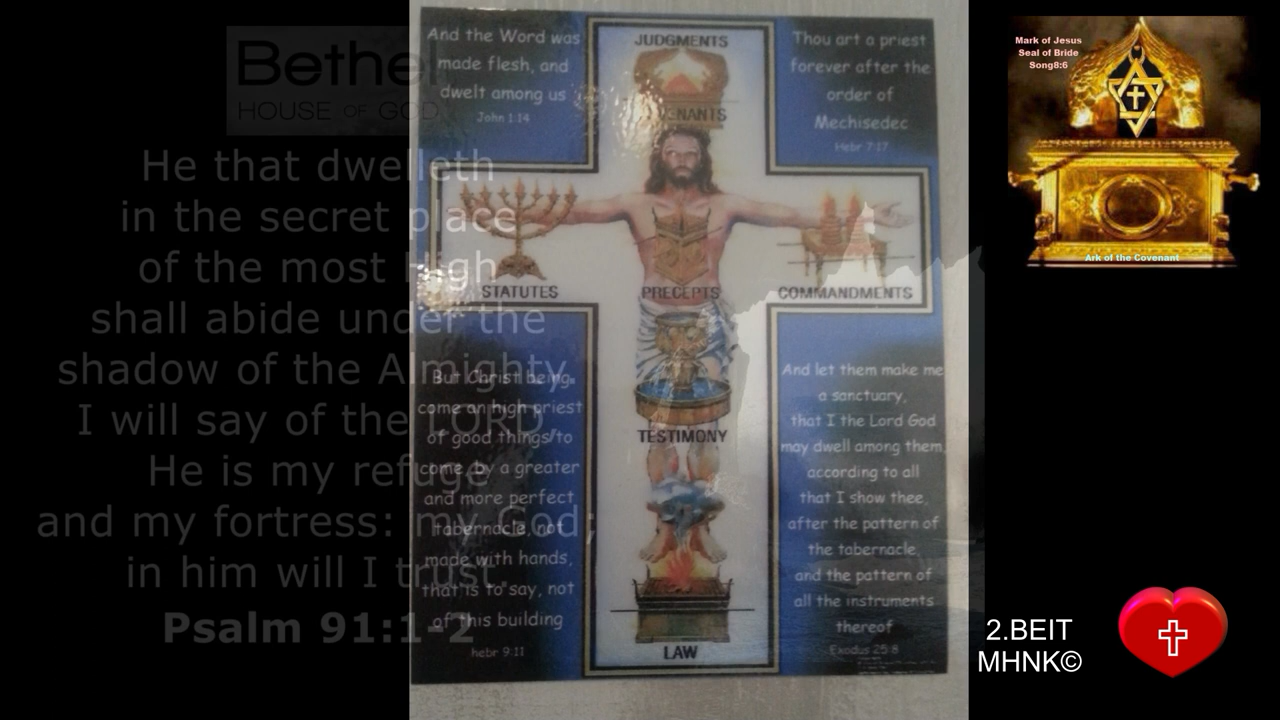 Bethel
HOUSE OF GOD
He that dwelleth
in the secret place
of the most High
shall abide under the
shadow of the Almighty.
I will say of the LORD,
He is my refuge
and my fortress: my God;
in him will I trust.
Psalm 91:1-2
And the Word was
made flesh, and
dwelt among us
John 1:14
JUDGMENTS
Thou art a priest
forever after the
order of
Mechisedec
Hebr 7:17
STATUTES
PRECEPTS
COMMANDMENTS
But Christ being
come an high priest
of good things to
come, by a greater
and more perfect
tabernacle, not
made with hands,
that is to say, not
of this building
hebr 9:11
TESTIMONY
LAW
And let them make me
a sanctuary,
that I the Lord God
may dwell among them,
according to all
that I show thee,
after the pattern of
the tabernacle,
and the pattern of
all the instruments
thereof
Exodus 25:8
Mark of Jesus
Seal of Bride
Song8:6
Ark of the Covenant
2.BEIT
MHNK©